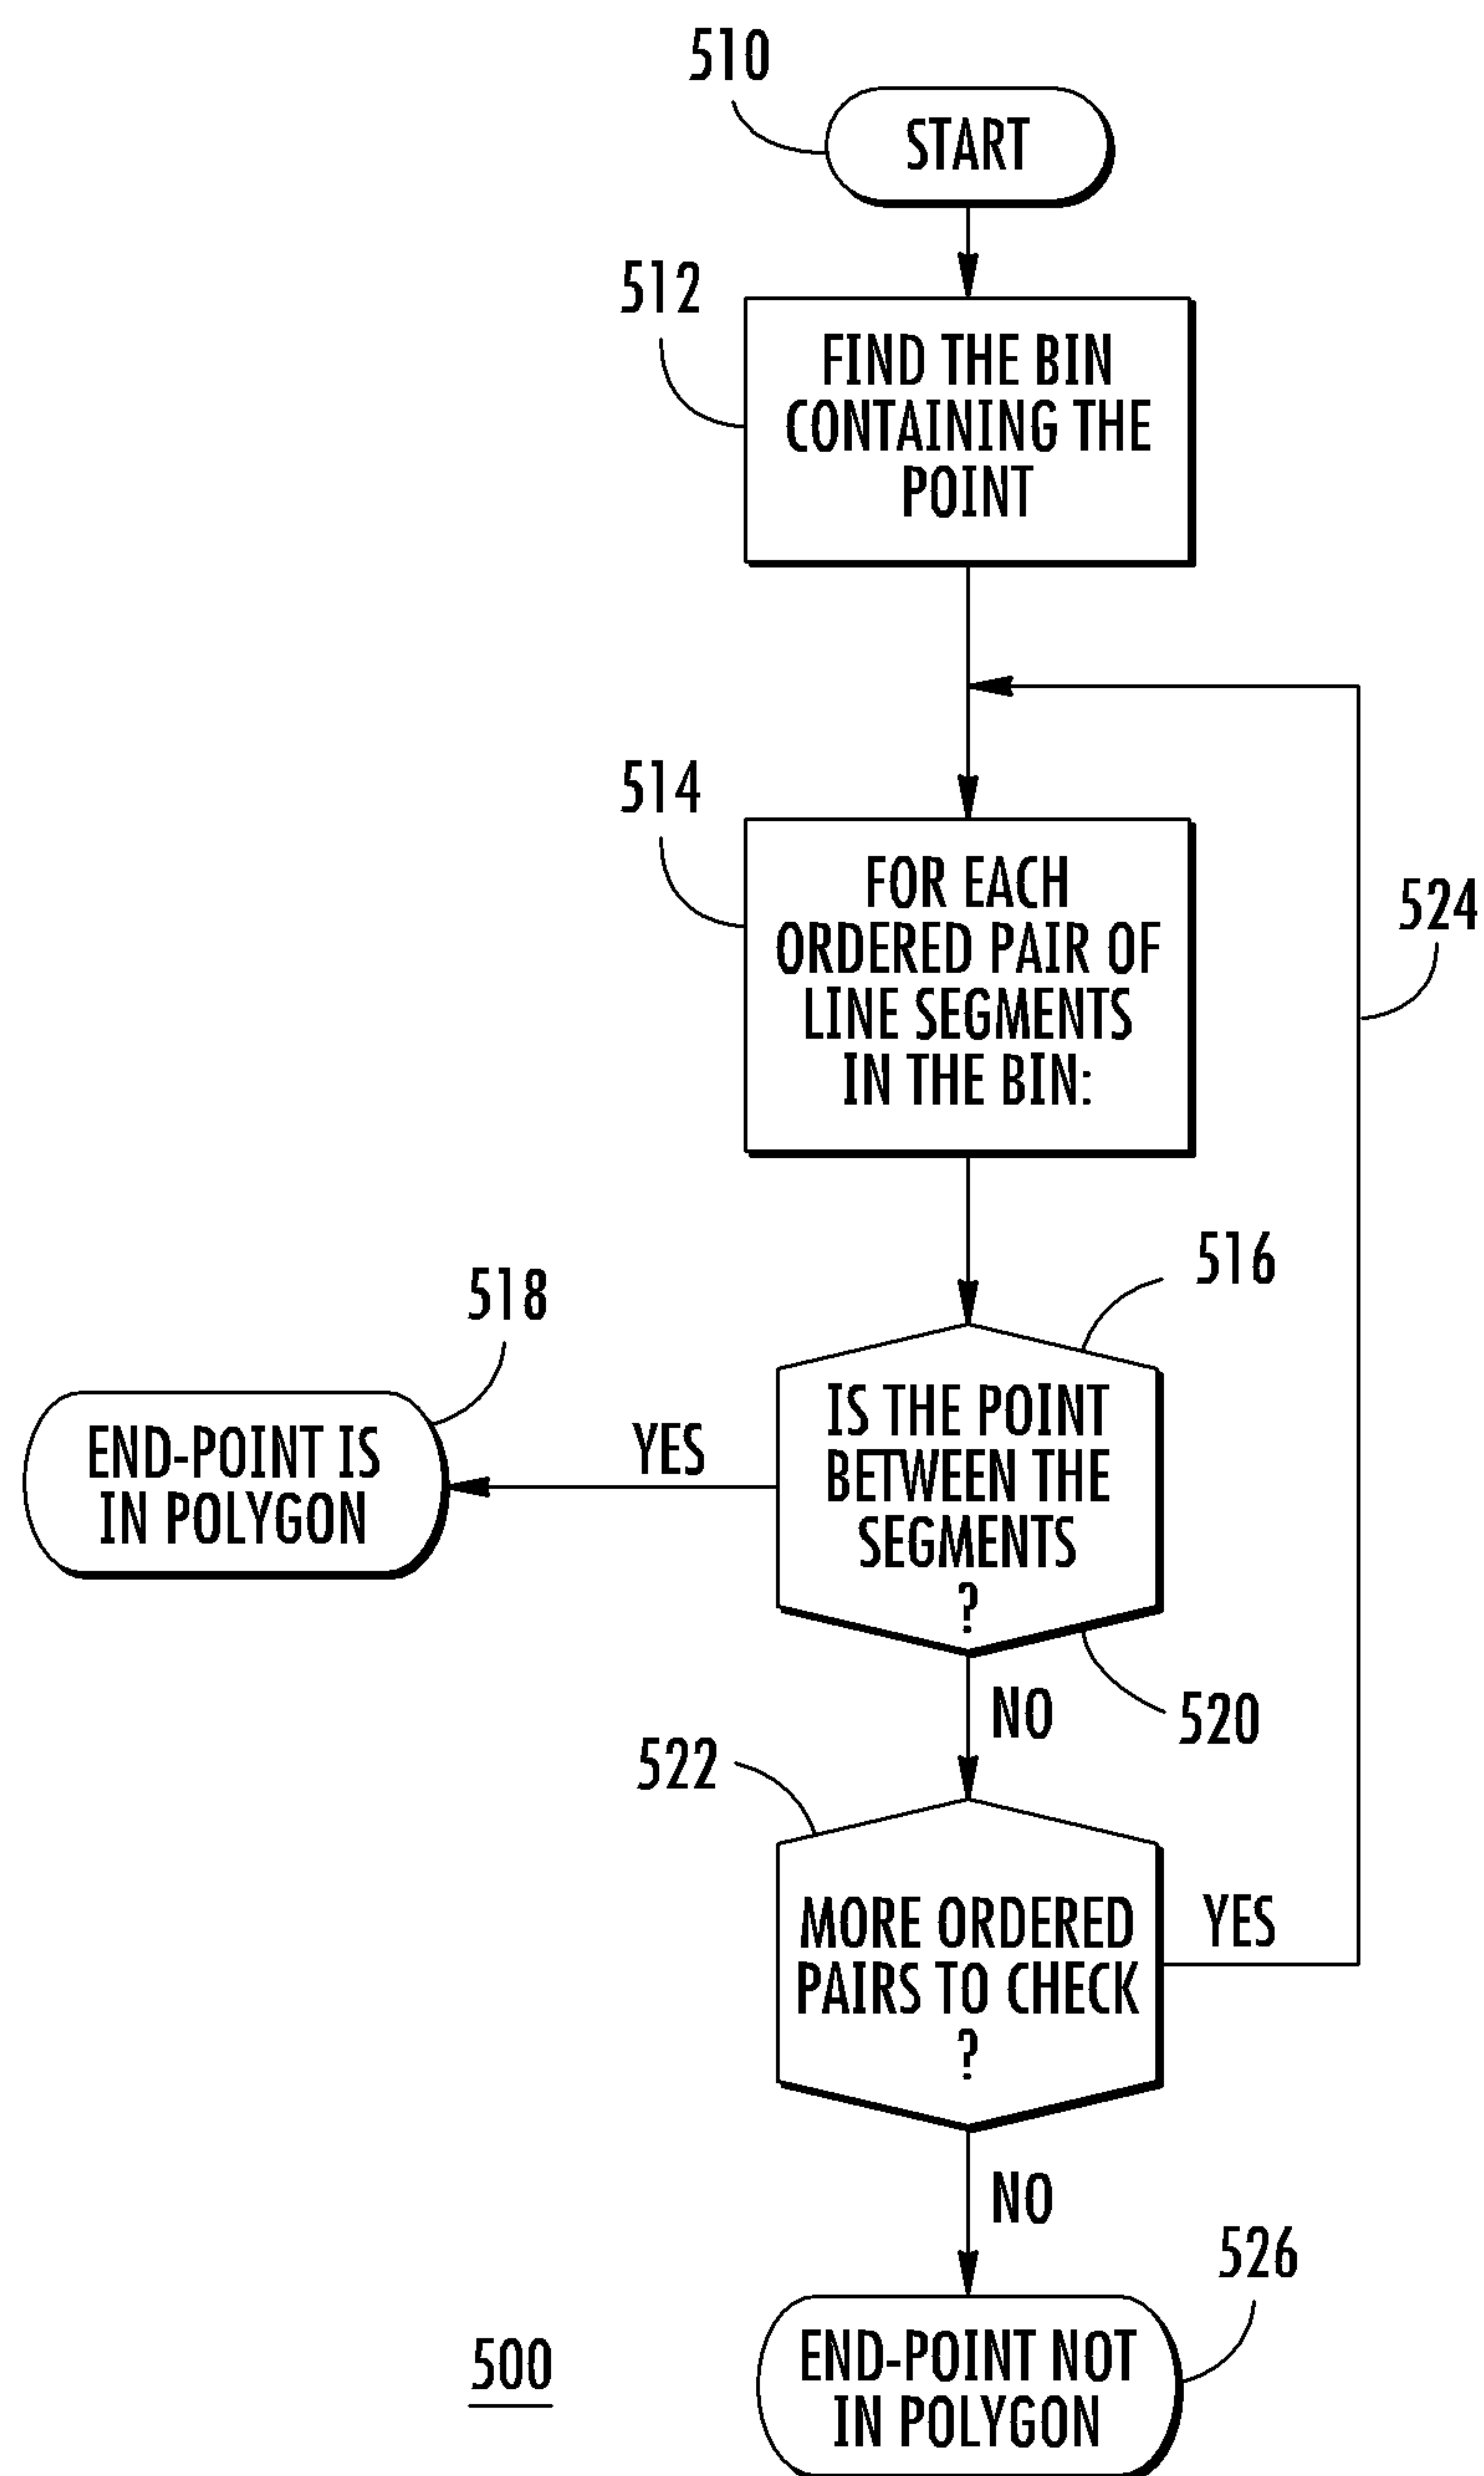 510
START
512
FIND THE BIN
CONTAINING THE
POINT
514
FOR EACH
ORDERED PAIR OF
LINE SEGMENTS
IN THE BIN:
524
516
518
IS THE POINT
BETWEEN THE
SEGMENTS
?
YES
END-POINT IS
IN POLYGON
NO
520
522
MORE ORDERED
PAIRS TO CHECK
?
YES
NO
526
END-POINT NOT
IN POLYGON
500